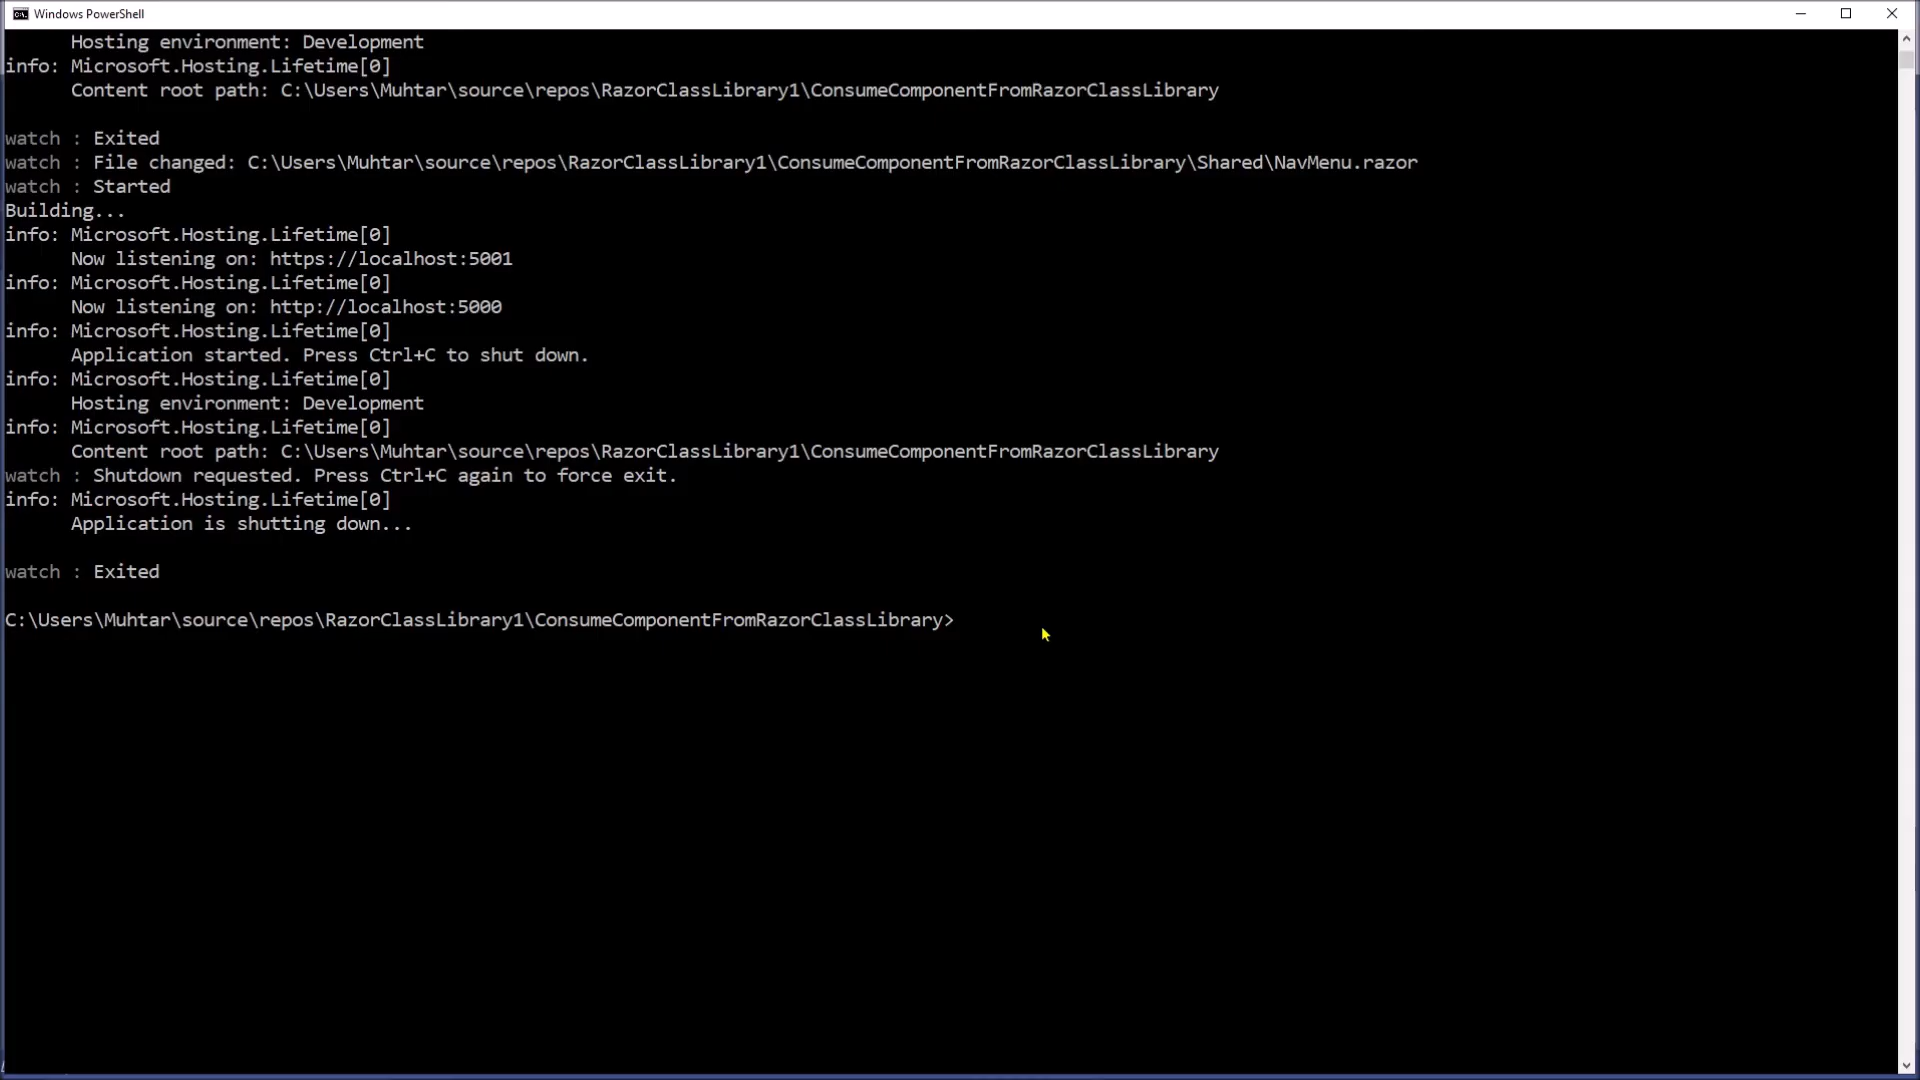 Windows PowerShell
Hosting environment: Development
info: Microsoft.Hosting.Lifetime[0]
Content root path: C:\Users\Muhtar\source\repos\RazorClassLibrary1\ConsumeComponentFromRazorClassLibrary
watch : Exited
watch : File changed: C:\Users\Muhtar\source\repos\RazorClassLibrary1\ConsumeComponentFromRazorClassLibrary\Shared\NavMenu.razor
watch : Started
Building...
info: Microsoft.Hosting.Lifetime[0]
Now listening on: https://localhost:5001
info: Microsoft.Hosting.Lifetime[0]
Now listening on: http://localhost:5000
info: Microsoft.Hosting.Lifetime[0]
Application started. Press Ctrl+C to shut down.
info: Microsoft.Hosting.Lifetime[0]
Hosting environment: Development
info: Microsoft.Hosting.Lifetime[0]
Content root path: C:\Users\Muhtar\source\repos\RazorClassLibrary1\ConsumeComponentFromRazorClassLibrary
watch : Shutdown requested. Press Ctrl+C again to force exit.
info: Microsoft.Hosting.Lifetime[0]
Application is shutting down...
watch : Exited
C:\Users\Muhtar\source\repos\RazorClassLibrary1\ConsumeComponentFromRazorClassLibrary>